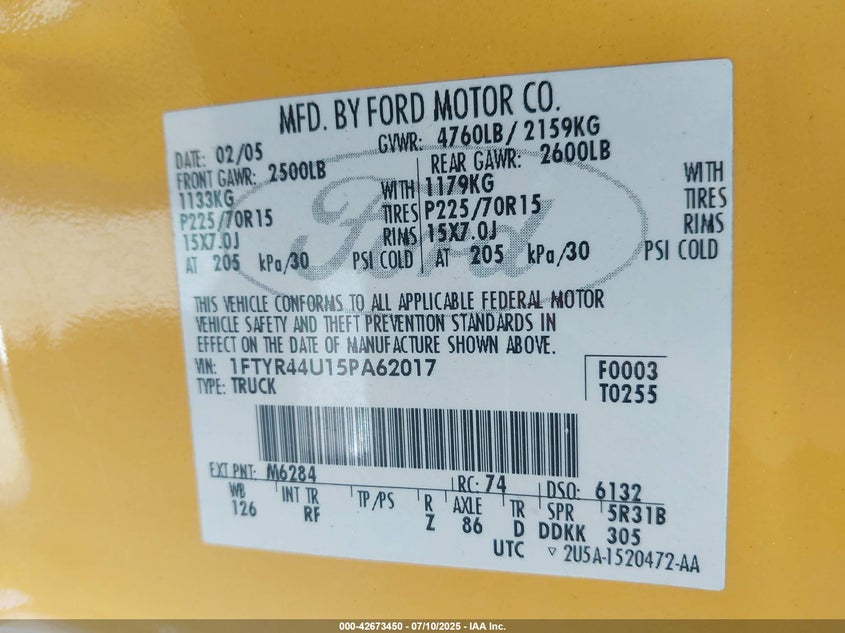 MFD. BY FORD MOTOR CO.
DATE: 02/05 GVWR: 4760LB/2159KG
FRONT GAWR: 2500LB REAR GAWR: 2600LB
1133KG WITH 1179KG WITH
P225/70R15 TIRES P225/70R15 TIRES
15X7.0J RIMS 15X7.0J RIMS
AT 205 kPa/30 PSI COLD AT 205 kPa/30 PSI COLD
Ford
THIS VEHICLE CONFORMS TO ALL APPLICABLE FEDERAL MOTOR
VEHICLE SAFETY AND THEFT PREVENTION STANDARDS IN
EFFECT ON THE DATE OF MANUFACTURE SHOWN ABOVE.
VIN: 1FTYR44U15PA62017 F0003
TYPE: TRUCK T0255
EXT PNT: M6284 RC: 74 DSO: 6132
WB INT TR TP/PS R AXLE TR SPR 5R31B
126 RF Z 86 D DDKK 305
UTC ▽ 2U5A-1520472-AA
000-42673450 - 07/10/2025 - IAA Inc.